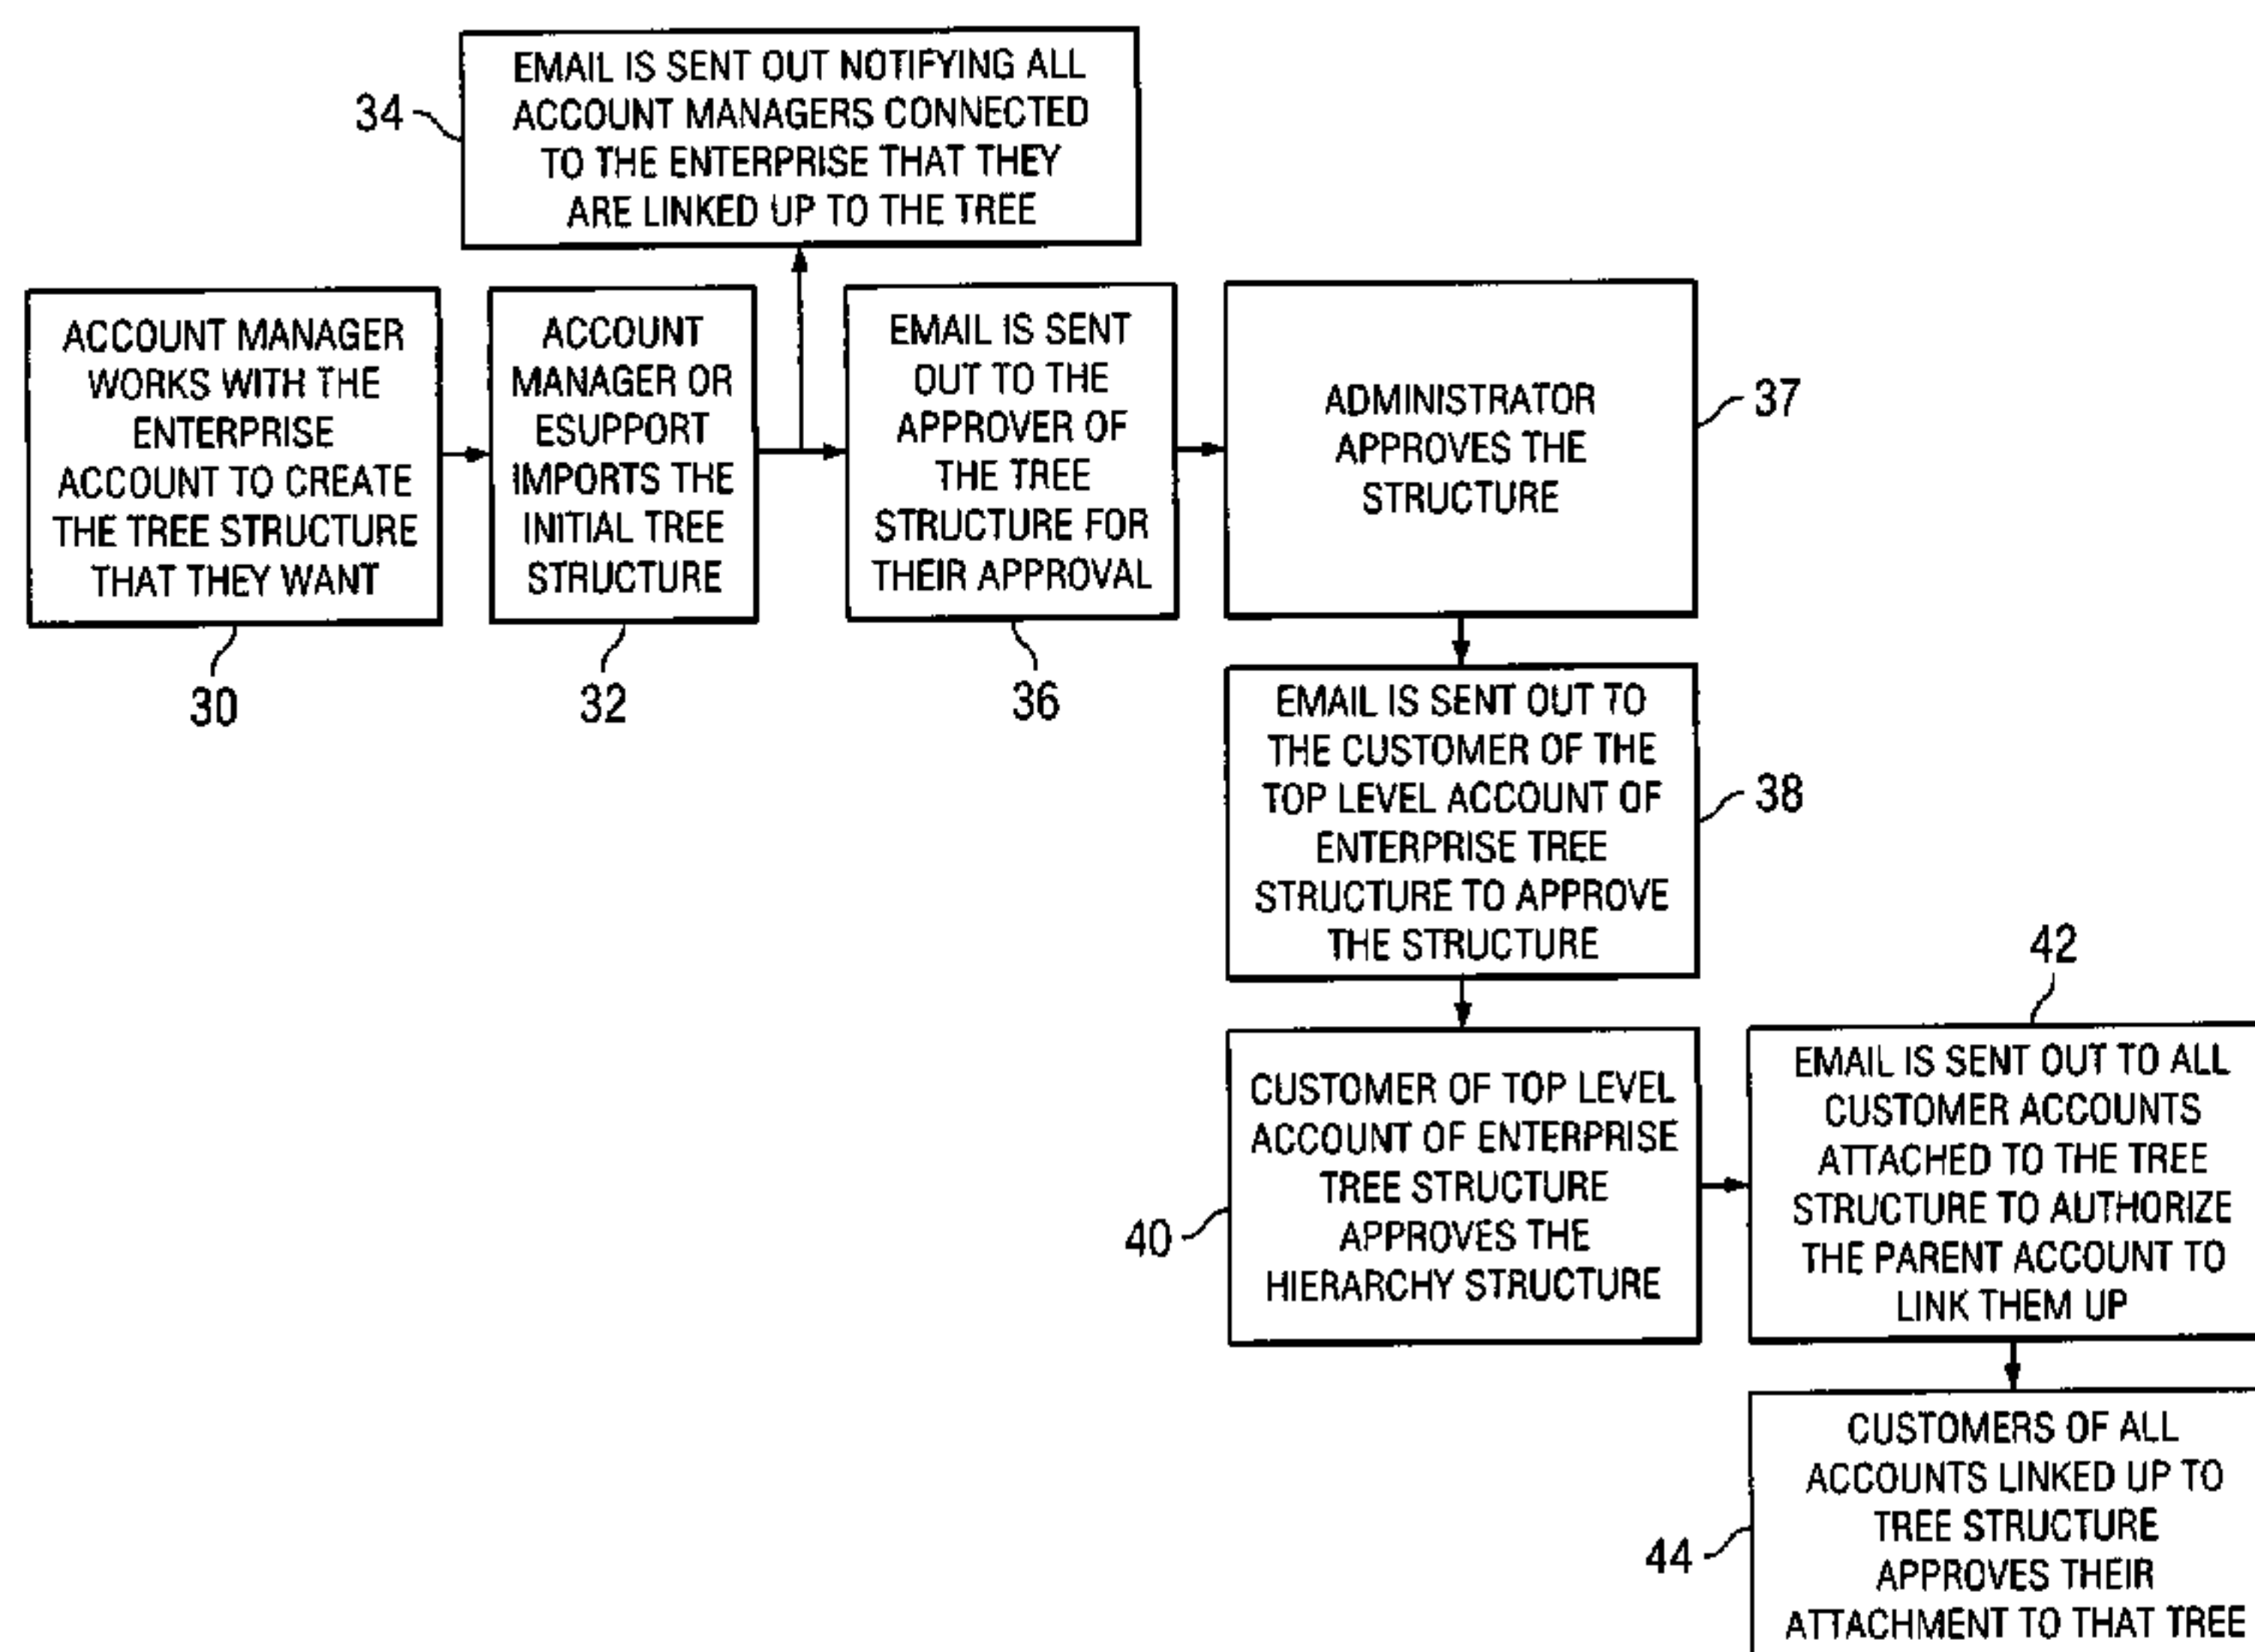 EMAIL IS SENT OUT NOTIFYING ALL
ACCOUNT MANAGERS CONNECTED
TO THE ENTERPRISE THAT THEY
ARE LINKED UP TO THE TREE
34
ACCOUNT MANAGER
WORKS WITH THE
ENTERPRISE
ACCOUNT TO CREATE
THE TREE STRUCTURE
THAT THEY WANT
30
ACCOUNT
MANAGER OR
ESUPPORT
IMPORTS THE
INITIAL TREE
STRUCTURE
32
EMAIL IS SENT
OUT TO THE
APPROVER OF
THE TREE
STRUCTURE FOR
THEIR APPROVAL
36
ADMINISTRATOR
APPROVES THE
STRUCTURE
37
EMAIL IS SENT OUT TO
THE CUSTOMER OF THE
TOP LEVEL ACCOUNT OF
ENTERPRISE TREE
STRUCTURE TO APPROVE
THE STRUCTURE
38
CUSTOMER OF TOP LEVEL
ACCOUNT OF ENTERPRISE
TREE STRUCTURE
APPROVES THE
HIERARCHY STRUCTURE
40
42
EMAIL IS SENT OUT TO ALL
CUSTOMER ACCOUNTS
ATTACHED TO THE TREE
STRUCTURE TO AUTHORIZE
THE PARENT ACCOUNT TO
LINK THEM UP
CUSTOMERS OF ALL
ACCOUNTS LINKED UP TO
TREE STRUCTURE
APPROVES THEIR
ATTACHMENT TO THAT TREE
44